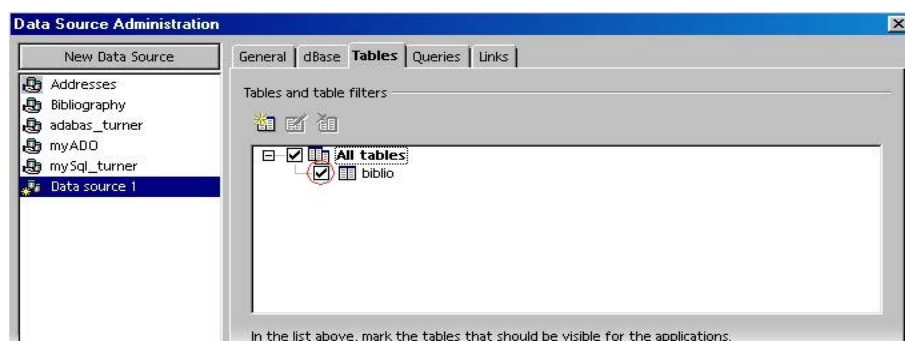 Data Source Administration
New Data Source
Addresses
Bibliography
adabas_turner
myADO
mySql_turner
Data source 1
General dBase Tables Queries Links
Tables and table filters
All tables
biblio
In the list above, mark the tables that should be visible for the applications.